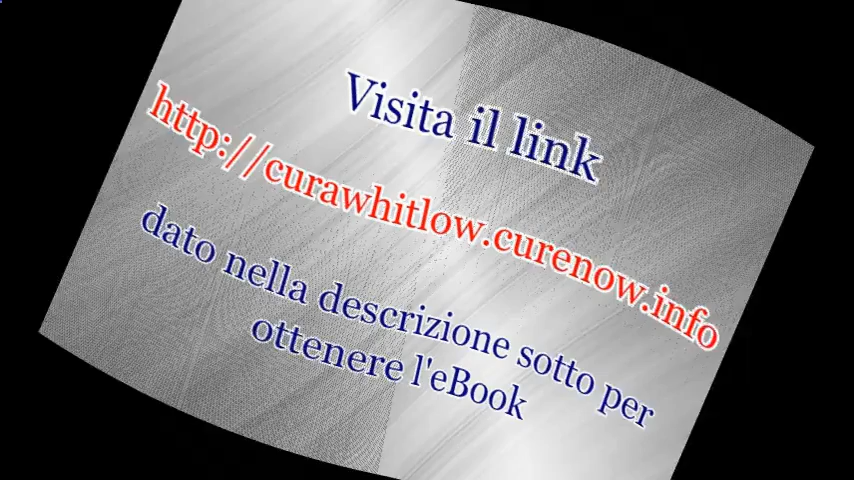 Visita il link
http://curawhitlow.curenow.info
dato nella descrizione sotto per
ottenere l'eBook